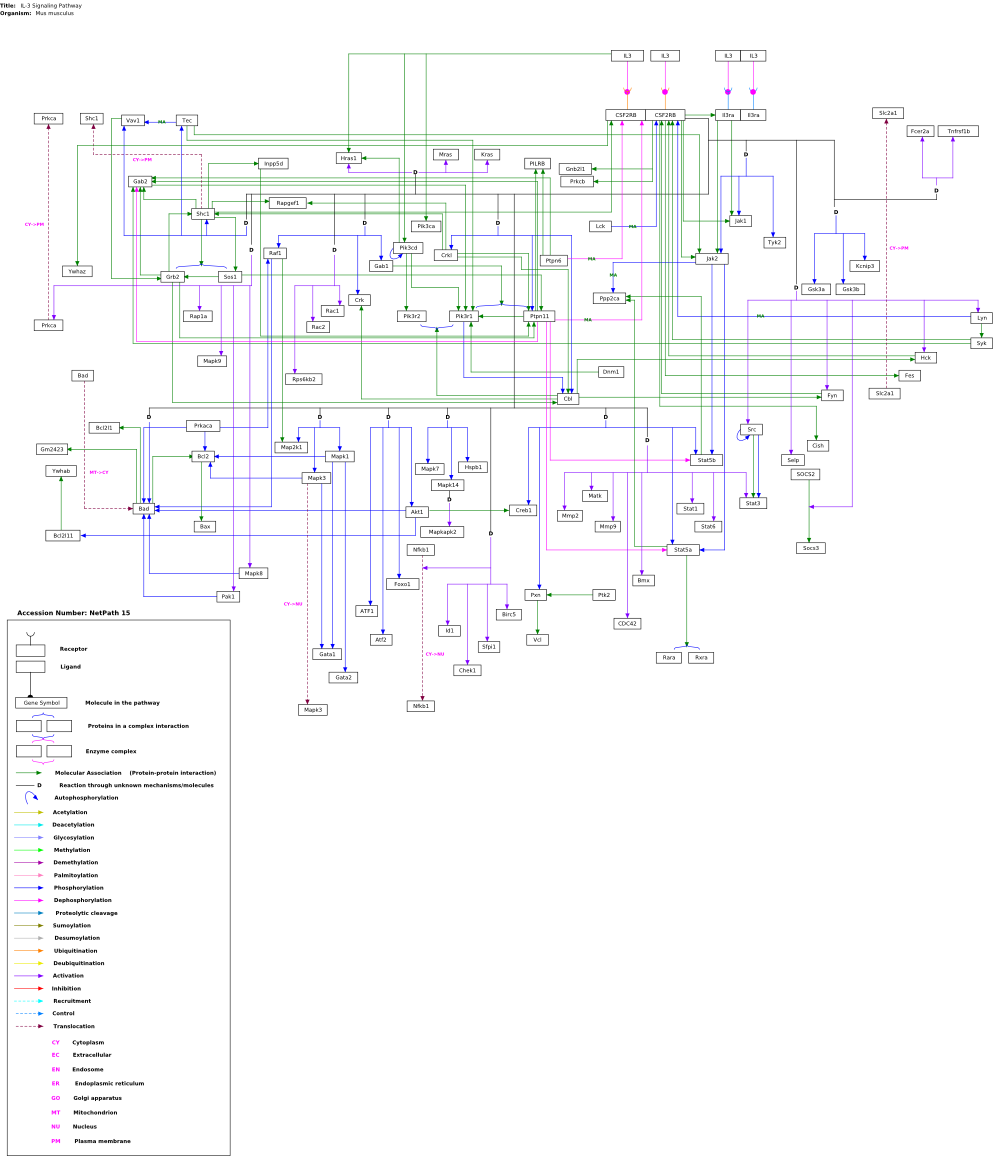 Title: IL-3 Signaling Pathway
Organism: Mus musculus
IL3 IL3 IL3 IL3
CSF2RB CSF2RB Il3ra Il3ra
Prkca Shc1 Vav1 MA Tec Slc2a1
Fcer2a Tnfrsf1b
CY->PM Inpp5d Hras1 Mras Kras PILRB Gnb2l1 D
D
Gab2 Prkcb
D
Rapgef1
Shc1 D
CY->PM D D D D Pik3ca Lck MA Jak1
Tyk2
D Raf1 Pik3cd Crkl Ptpn6 MA Jak2 CY->PM
Gab1 Kcnip3
Ywhaz Grb2 Sos1 MA
D Gsk3a Gsk3b
Crk Ppp2ca
Prkca Rap1a Rac1 Pik3r2 Pik3r1 Ptpn11 MA MA Lyn
Rac2
Syk
Mapk9 Hck
Bad Rps6kb2 Dnm1 Fes
Cbl Fyn Slc2a1
D D D D D
Bcl2l1 Prkaca Src
D
Gm2423 Map2k1 Cish
Bcl2 Mapk1 Stat5b Selp
Ywhab MT->CY Mapk7 Hspb1
Mapk3 SOCS2
Mapk14
D Matk
Bad Akt1 Creb1 Mmp2 Stat1 Stat3
Bax Mmp9 Stat6
Bcl2l11 Mapkapk2 D
Nfkb1 Stat5a Socs3
Mapk8 Foxo1 Bmx
Pak1 Pxn Ptk2
CY->NU ATF1
Birc5
Accession Number: NetPath 15
CDC42
Id1
Atf2 Vcl
Sfpi1
Receptor Gata1 CY->NU Rara Rxra
Ligand Chek1
Gata2
Gene Symbol Molecule in the pathway
Mapk3 Nfkb1
Proteins in a complex interaction
Enzyme complex
Molecular Association (Protein-protein interaction)
D Reaction through unknown mechanisms/molecules
Autophosphorylation
Acetylation
Deacetylation
Glycosylation
Methylation
Demethylation
Palmitoylation
Phosphorylation
Dephosphorylation
Proteolytic cleavage
Sumoylation
Desumoylation
Ubiquitination
Deubiquitination
Activation
Inhibition
Recruitment
Control
Translocation
CY Cytoplasm
EC Extracellular
EN Endosome
ER Endoplasmic reticulum
GO Golgi apparatus
MT Mitochondrion
NU Nucleus
PM Plasma membrane